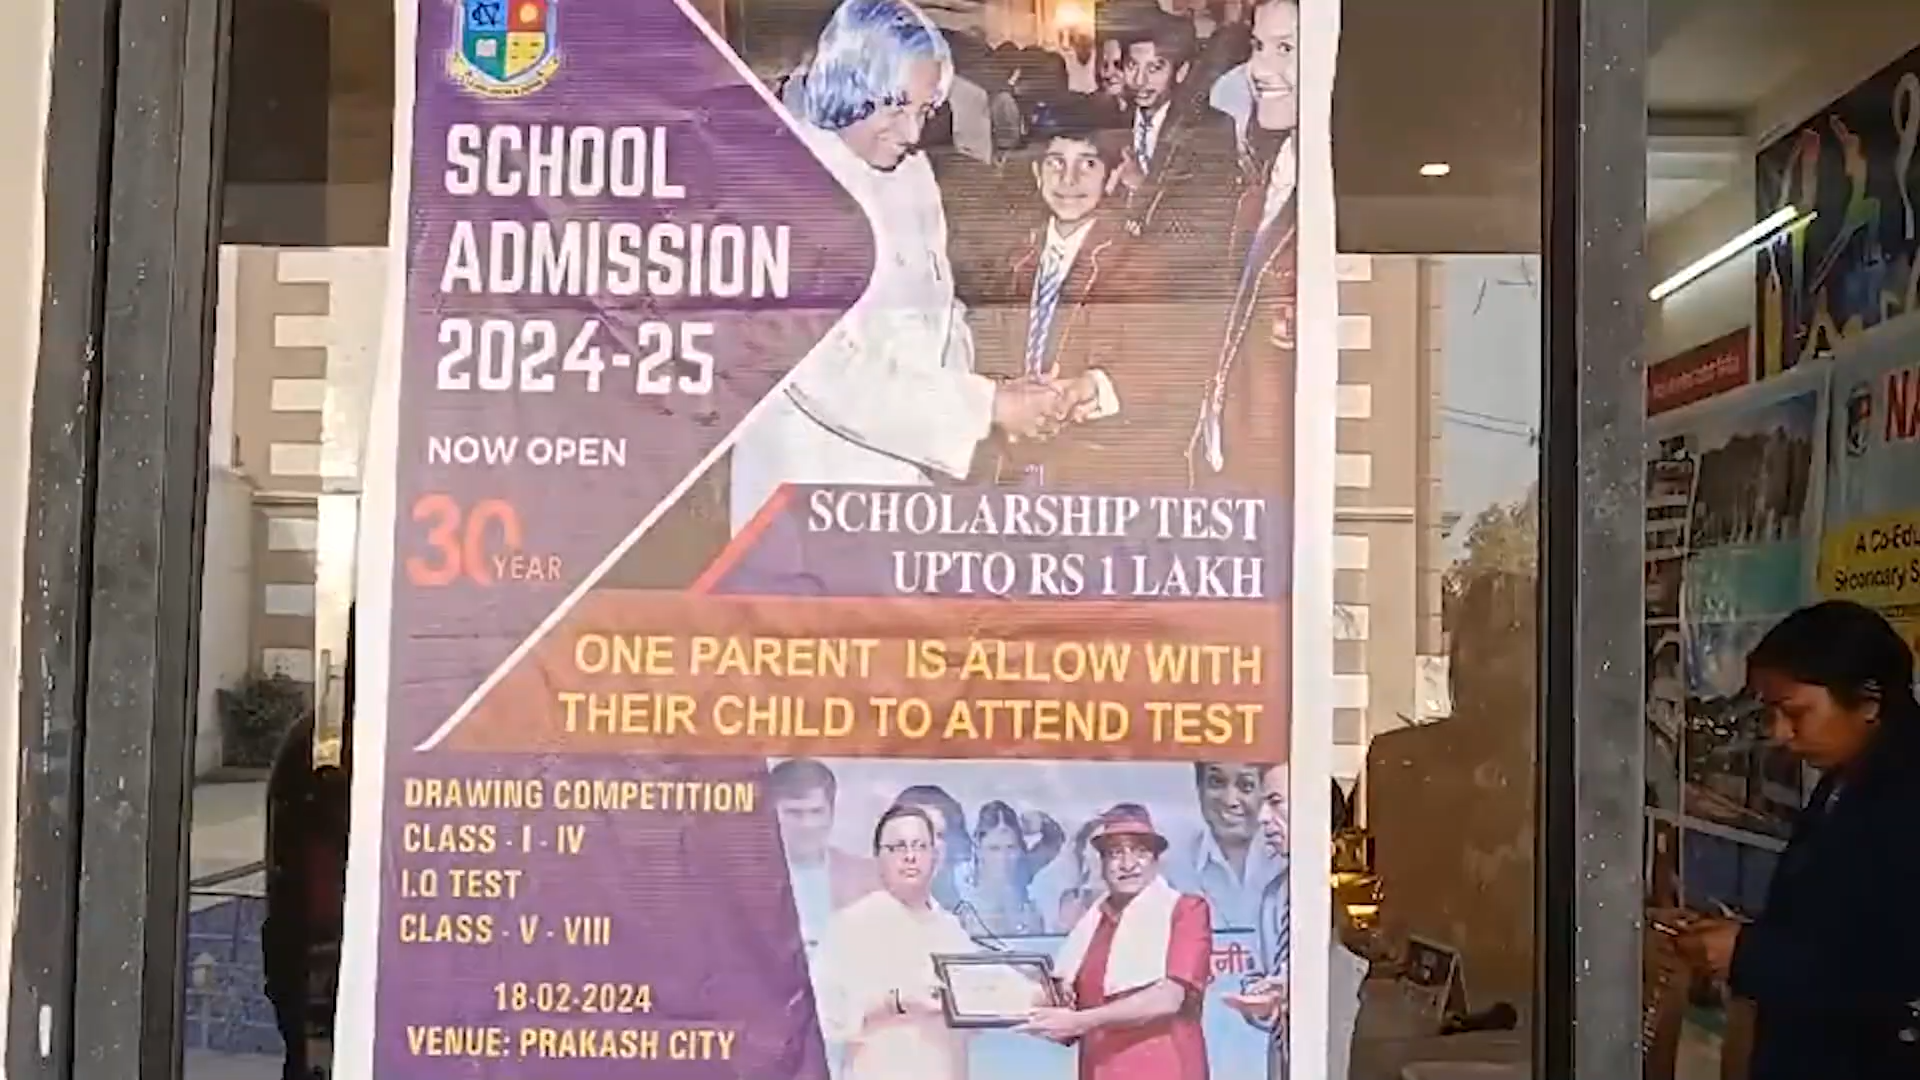 SCHOOL
ADMISSION
2024-25
NOW OPEN
30 YEAR
SCHOLARSHIP TEST
UPTO RS 1 LAKH
ONE PARENT IS ALLOW WITH
THEIR CHILD TO ATTEND TEST
DRAWING COMPETITION
CLASS - I - IV
I.Q TEST
CLASS - V - VIII
18-02-2024
VENUE: PRAKASH CITY
A Co-Edu
Secondary S